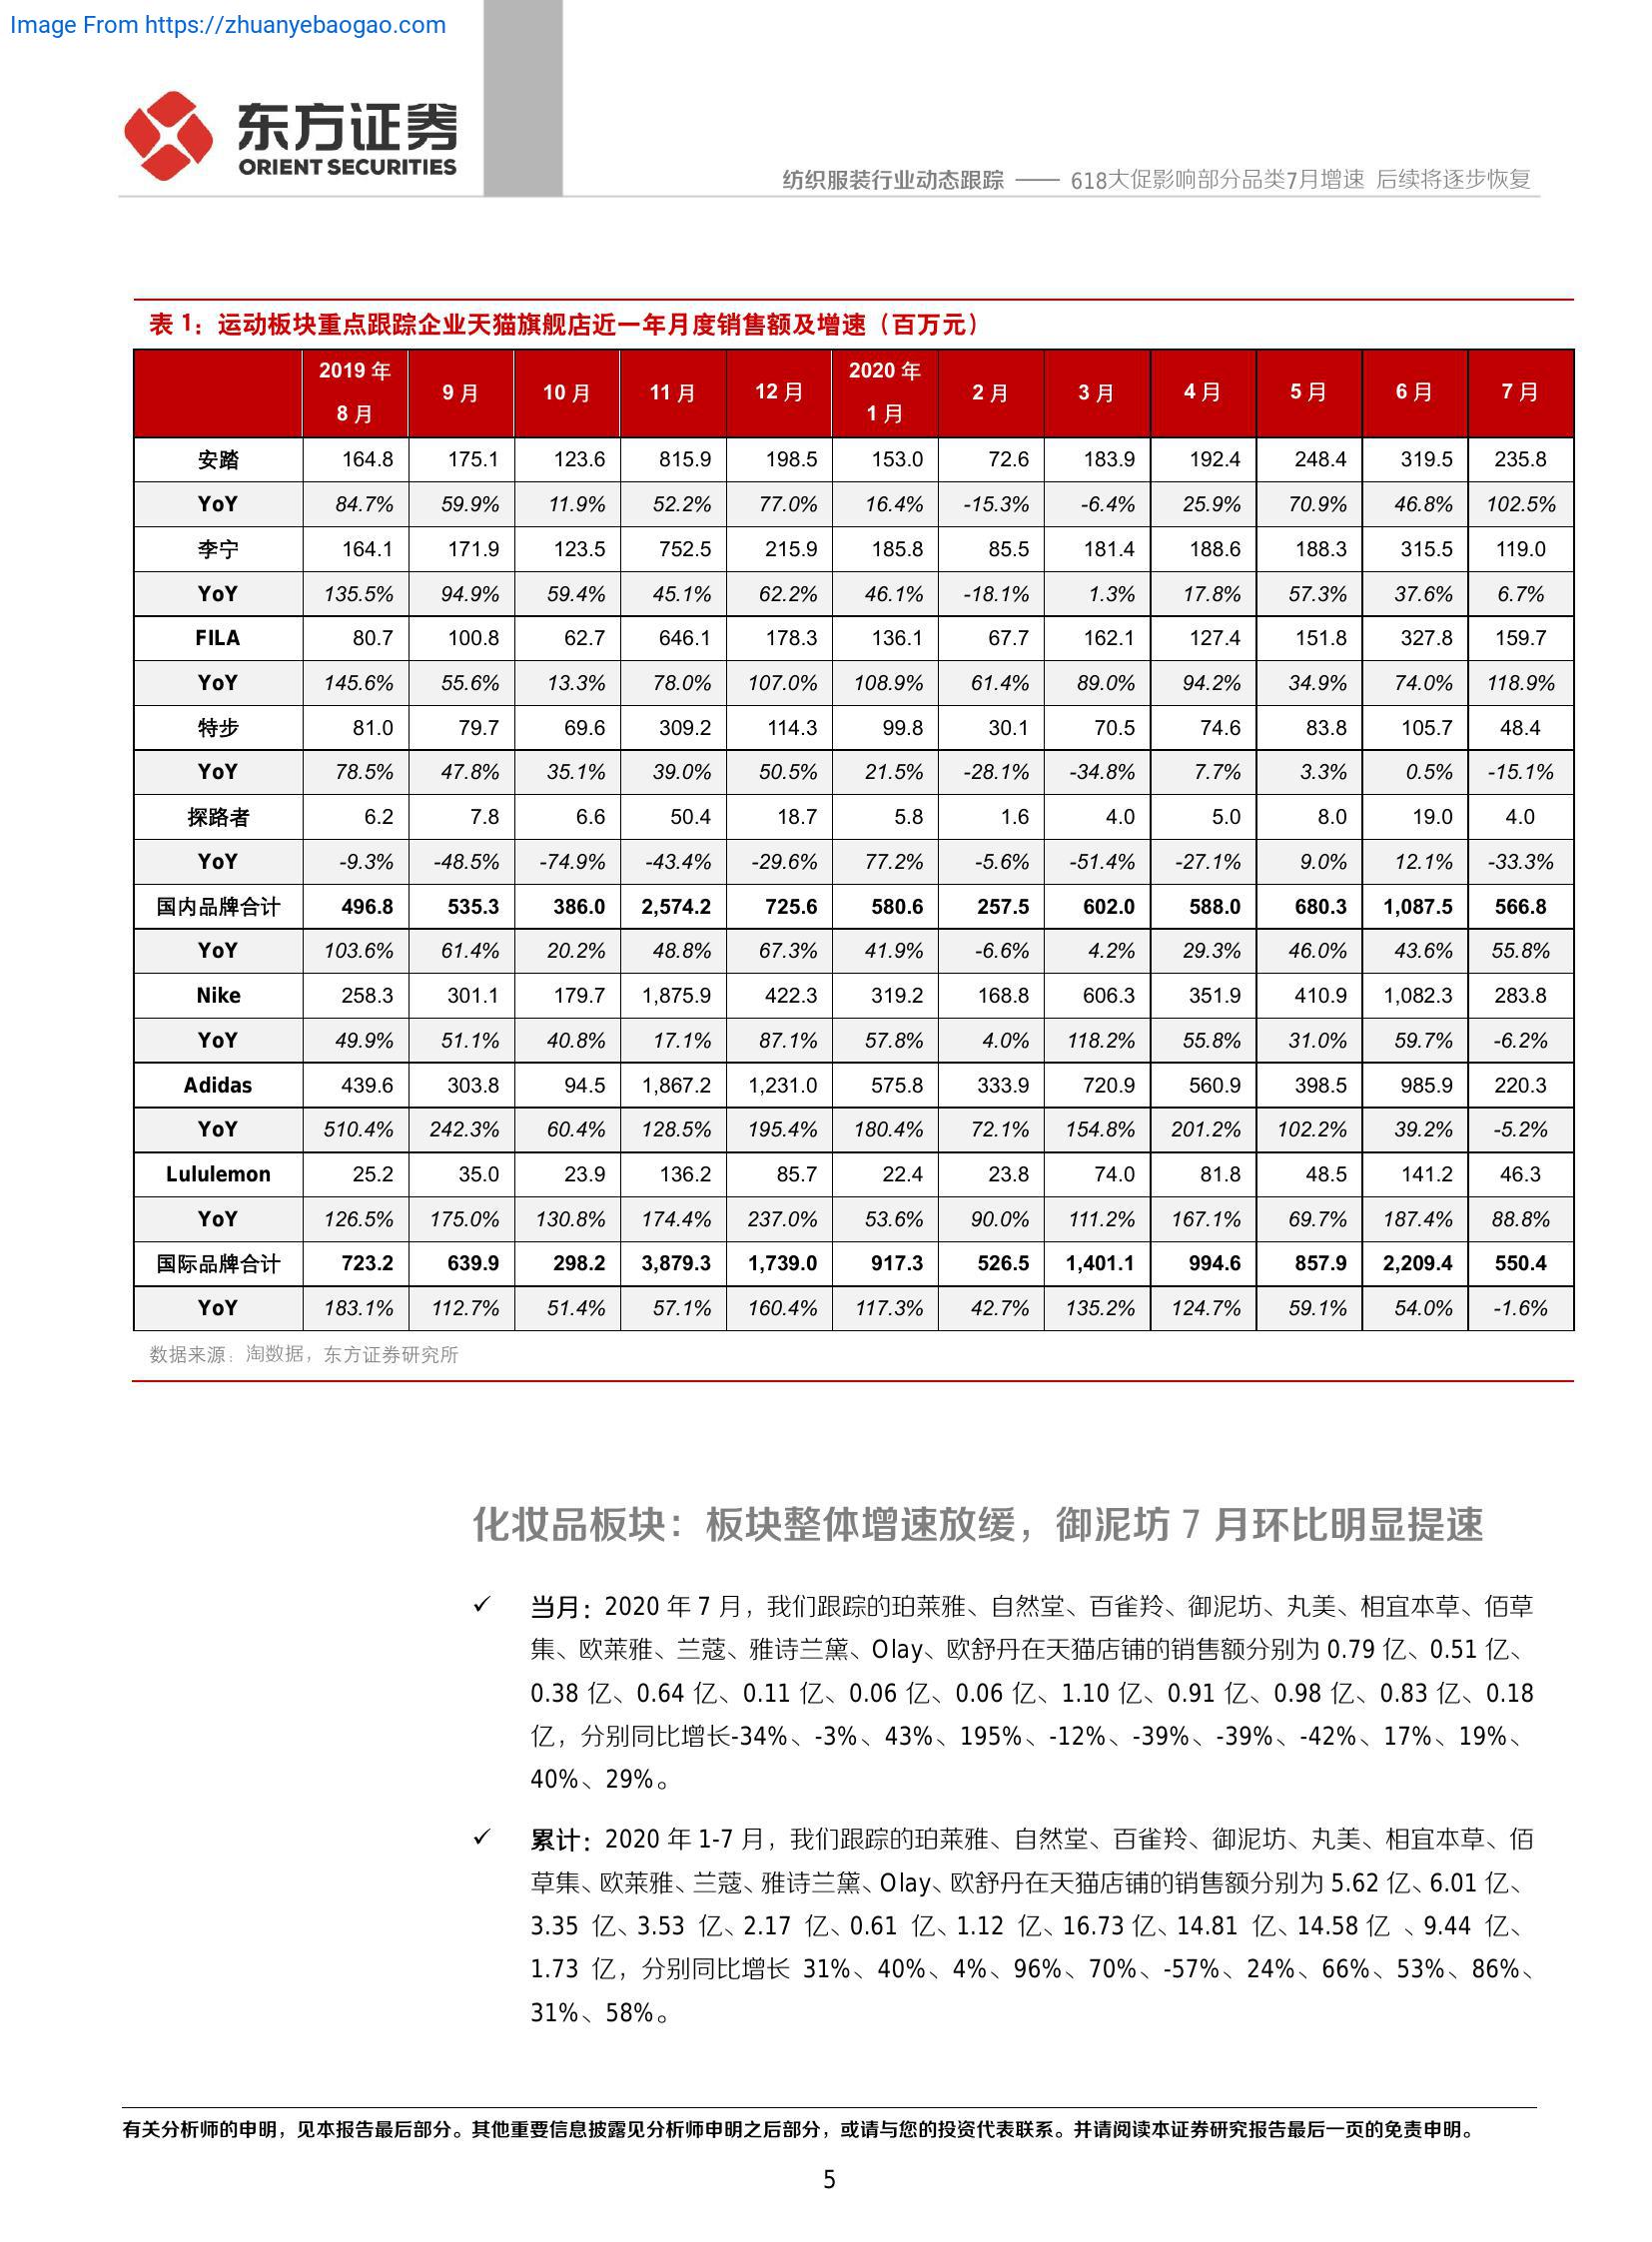 Image From https://zhuanyebaogao.com
东方证券
ORIENT SECURITIES
纺织服装行业动态跟踪 —— 618大促影响部分品类7月增速 后续将逐步恢复
表 1：运动板块重点跟踪企业天猫旗舰店近一年月度销售额及增速（百万元）
2019 年 8 月 9 月 10 月 11 月 12 月 2020 年 1 月 2 月 3 月 4 月 5 月 6 月 7 月
安踏 164.8 175.1 123.6 815.9 198.5 153.0 72.6 183.9 192.4 248.4 319.5 235.8
YoY 84.7% 59.9% 11.9% 52.2% 77.0% 16.4% -15.3% -6.4% 25.9% 70.9% 46.8% 102.5%
李宁 164.1 171.9 123.5 752.5 215.9 185.8 85.5 181.4 188.6 188.3 315.5 119.0
YoY 135.5% 94.9% 59.4% 45.1% 62.2% 46.1% -18.1% 1.3% 17.8% 57.3% 37.6% 6.7%
FILA 80.7 100.8 62.7 646.1 178.3 136.1 67.7 162.1 127.4 151.8 327.8 159.7
YoY 145.6% 55.6% 13.3% 78.0% 107.0% 108.9% 61.4% 89.0% 94.2% 34.9% 74.0% 118.9%
特步 81.0 79.7 69.6 309.2 114.3 99.8 30.1 70.5 74.6 83.8 105.7 48.4
YoY 78.5% 47.8% 35.1% 39.0% 50.5% 21.5% -28.1% -34.8% 7.7% 3.3% 0.5% -15.1%
探路者 6.2 7.8 6.6 50.4 18.7 5.8 1.6 4.0 5.0 8.0 19.0 4.0
YoY -9.3% -48.5% -74.9% -43.4% -29.6% 77.2% -5.6% -51.4% -27.1% 9.0% 12.1% -33.3%
国内品牌合计 496.8 535.3 386.0 2,574.2 725.6 580.6 257.5 602.0 588.0 680.3 1,087.5 566.8
YoY 103.6% 61.4% 20.2% 48.8% 67.3% 41.9% -6.6% 4.2% 29.3% 46.0% 43.6% 55.8%
Nike 258.3 301.1 179.7 1,875.9 422.3 319.2 168.8 606.3 351.9 410.9 1,082.3 283.8
YoY 49.9% 51.1% 40.8% 17.1% 87.1% 57.8% 4.0% 118.2% 55.8% 31.0% 59.7% -6.2%
Adidas 439.6 303.8 94.5 1,867.2 1,231.0 575.8 333.9 720.9 560.9 398.5 985.9 220.3
YoY 510.4% 242.3% 60.4% 128.5% 195.4% 180.4% 72.1% 154.8% 201.2% 102.2% 39.2% -5.2%
Lululemon 25.2 35.0 23.9 136.2 85.7 22.4 23.8 74.0 81.8 48.5 141.2 46.3
YoY 126.5% 175.0% 130.8% 174.4% 237.0% 53.6% 90.0% 111.2% 167.1% 69.7% 187.4% 88.8%
国际品牌合计 723.2 639.9 298.2 3,879.3 1,739.0 917.3 526.5 1,401.1 994.6 857.9 2,209.4 550.4
YoY 183.1% 112.7% 51.4% 57.1% 160.4% 117.3% 42.7% 135.2% 124.7% 59.1% 54.0% -1.6%
数据来源：淘数据，东方证券研究所
化妆品板块：板块整体增速放缓，御泥坊 7 月环比明显提速
✓ 当月：2020 年 7 月，我们跟踪的珀莱雅、自然堂、百雀羚、御泥坊、丸美、相宜本草、佰草
集、欧莱雅、兰蔻、雅诗兰黛、Olay、欧舒丹在天猫店铺的销售额分别为 0.79 亿、0.51 亿、
0.38 亿、0.64 亿、0.11 亿、0.06 亿、0.06 亿、1.10 亿、0.91 亿、0.98 亿、0.83 亿、0.18
亿，分别同比增长-34%、-3%、43%、195%、-12%、-39%、-39%、-42%、17%、19%、
40%、29%。
✓ 累计：2020 年 1-7 月，我们跟踪的珀莱雅、自然堂、百雀羚、御泥坊、丸美、相宜本草、佰
草集、欧莱雅、兰蔻、雅诗兰黛、Olay、欧舒丹在天猫店铺的销售额分别为 5.62 亿、6.01 亿、
3.35 亿、3.53 亿、2.17 亿、0.61 亿、1.12 亿、16.73 亿、14.81 亿、14.58 亿 、9.44 亿、
1.73 亿，分别同比增长 31%、40%、4%、96%、70%、-57%、24%、66%、53%、86%、
31%、58%。
有关分析师的申明，见本报告最后部分。其他重要信息披露见分析师申明之后部分，或请与您的投资代表联系。并请阅读本证券研究报告最后一页的免责申明。
5